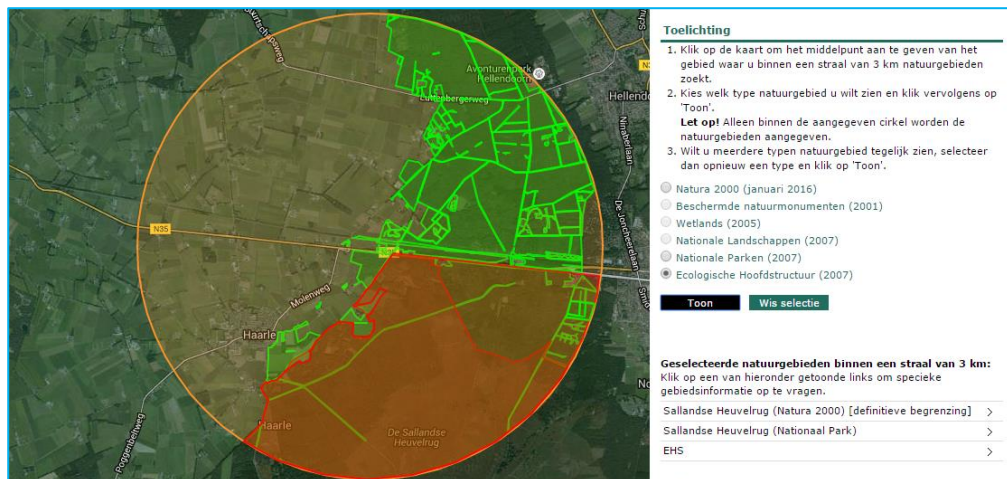 Avonturenpark
Hellendoorn
Hellendoorn
Luttenbergerweg
Ninaberlaan
De Joncheerelaan
N35
N35
Molenweg
Haarle
Haarle
De Sallandse
Heuvelrug
Poggenbeltweg
Toelichting
1. Klik op de kaart om het middelpunt aan te geven van het
gebied waar u binnen een straal van 3 km natuurgebieden
zoekt.
2. Kies welk type natuurgebied u wilt zien en klik vervolgens op
'Toon'.
Let op! Alleen binnen de aangegeven cirkel worden de
natuurgebieden aangegeven.
3. Wilt u meerdere typen natuurgebied tegelijk zien, selecteer
dan opnieuw een type en klik op 'Toon'.
Natura 2000 (januari 2016)
Beschermde natuurmonumenten (2001)
Wetlands (2005)
Nationale Landschappen (2007)
Nationale Parken (2007)
Ecologische Hoofdstructuur (2007)
Toon Wis selectie
Geselecteerde natuurgebieden binnen een straal van 3 km:
Klik op een van hieronder getoonde links om specieke
gebiedsinformatie op te vragen.
Sallandse Heuvelrug (Natura 2000) [definitieve begrenzing]
Sallandse Heuvelrug (Nationaal Park)
EHS